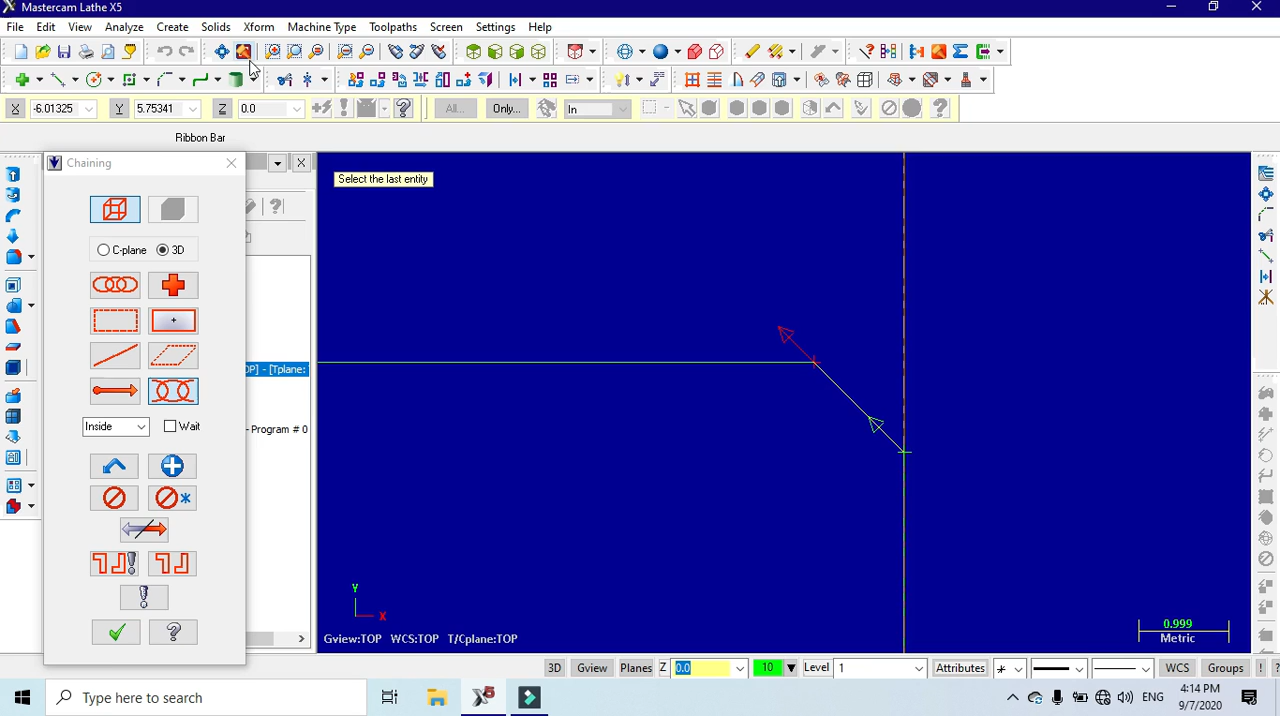 Mastercam Lathe X5
File Edit View Analyze Create Solids Xform Machine Type Toolpaths Screen Settings Help
X -6.01325 Y 5.75341 Z 0.0 All... Only... In
Ribbon Bar
Chaining
Select the last entity
C-plane 3D
OP] - [Tplane:
Inside Wait
- Program # 0
Y
X
Gview:TOP WCS:TOP T/Cplane:TOP
0.999
Metric
3D Gview Planes Z 0.0 10 Level 1 Attributes WCS Groups
Type here to search
ENG
4:14 PM
9/7/2020